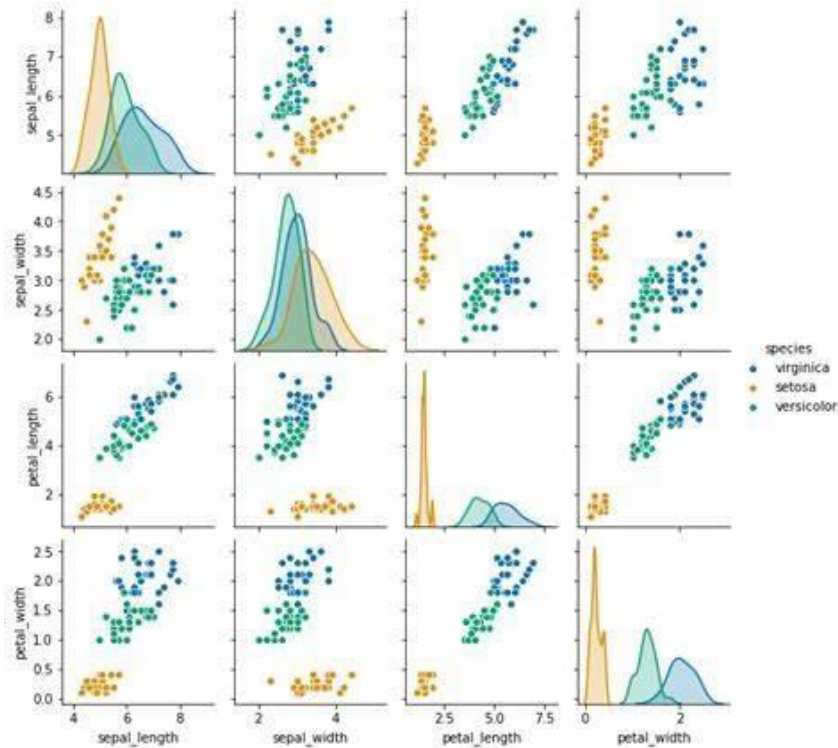 8
7
6
5
sepal_length
4.5
4.0
3.5
3.0
2.5
2.0
sepal_width
6
4
2
petal_length
2.5
2.0
1.5
1.0
0.5
0.0
petal_width
4 6 8
sepal_length
2 4
sepal_width
2.5 5.0 7.5
petal_length
0 2
petal_width
species
virginica
setosa
versicolor